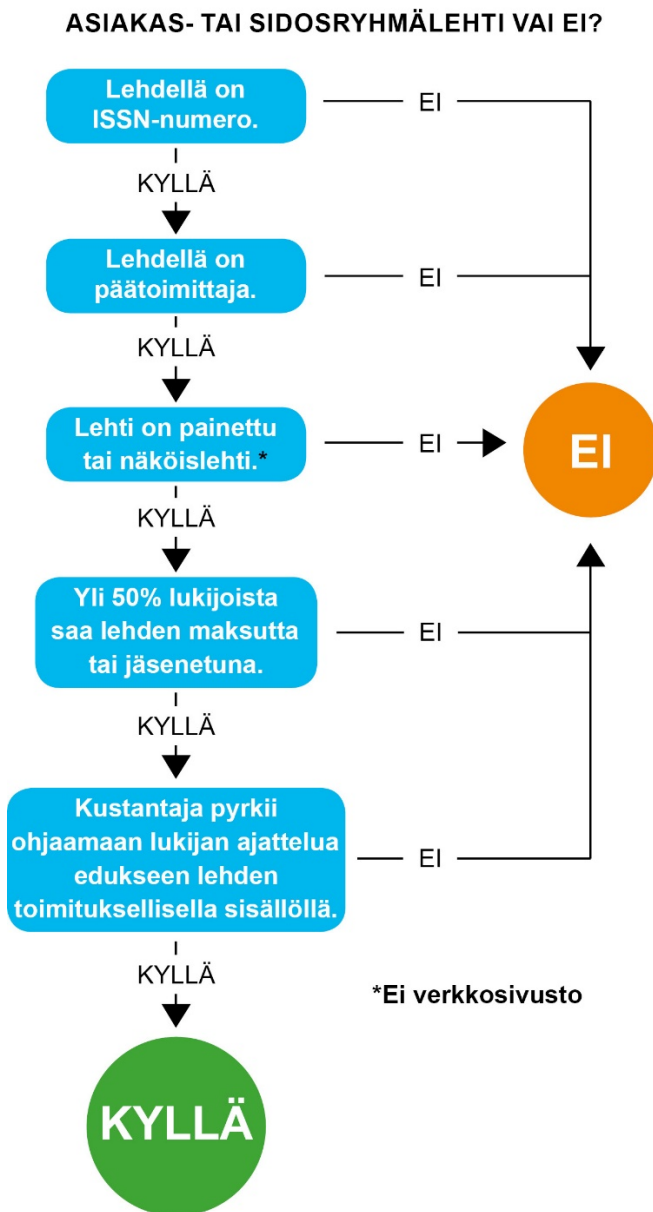 ASIAKAS- TAI SIDOSRYHMÄLEHTI VAI EI?
Lehdellä on
ISSN-numero.
EI
KYLLÄ
Lehdellä on
päätoimittaja.
EI
KYLLÄ
Lehti on painettu
tai näköislehti.*
EI
EI
KYLLÄ
Yli 50% lukijoista
saa lehden maksutta
tai jäsenetuna.
EI
KYLLÄ
Kustantaja pyrkii
ohjaamaan lukijan ajattelua
edukseen lehden
toimituksellisella sisällöllä.
EI
KYLLÄ
*Ei verkkosivusto
KYLLÄ